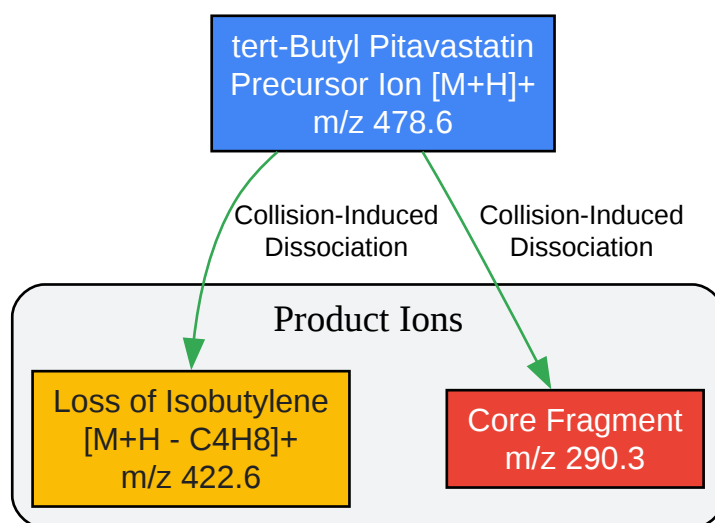 tert-Butyl Pitavastatin
Precursor Ion [M+H]+
m/z 478.6
Collision-Induced
Dissociation
Collision-Induced
Dissociation
Product Ions
Loss of Isobutylene
[M+H - C4H8]+
m/z 422.6
Core Fragment
m/z 290.3